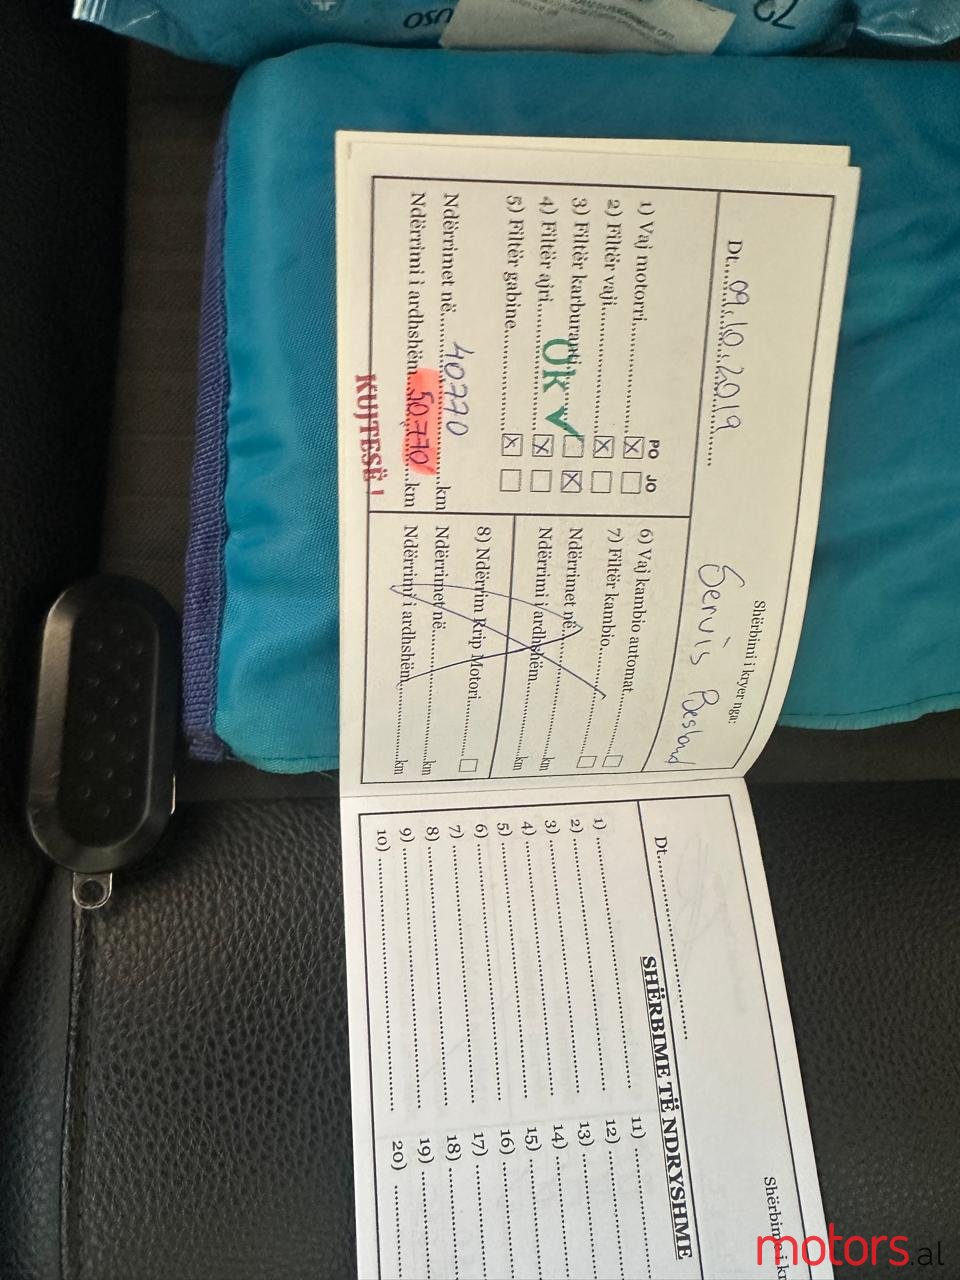 Dt...09.10.2019...........
Shërbimi i kryer nga:
Servis
PO JO
1) Vaj motorri.......................
2) Filtër vaji.........................
3) Filtër karburanti...............
4) Filtër ajri.........................
5) Filtër gabine...................
Ok ✓
Ndërrimet në.......40770.......km
Ndërrimi i ardhshëm...50770...km
KUJTESË !
6) Vaj kambio automat.............
7) Filtër kambio.....................
Ndërrimet në.......................km
Ndërrimi i ardhshëm..............km
8) Ndërrim Rrip Motori............
Ndërrimet në.......................km
Ndërrimi i ardhshëm..............km
Dt...............................
SHËRBIME TË NDRYSHME
1)
2)
3)
4)
5)
6)
7)
8)
9)
10)
11)
12)
13)
14)
15)
16)
17)
18)
19)
20)
motors.al